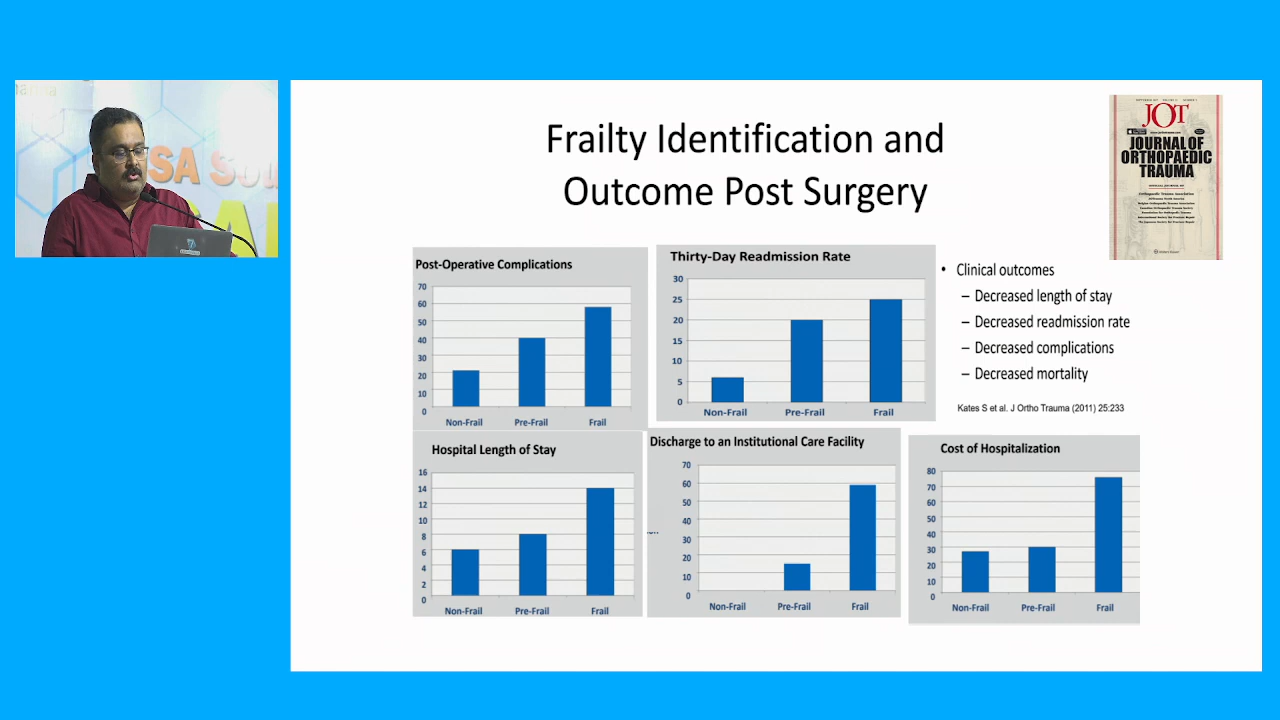 SA Sou
Frailty Identification and
Outcome Post Surgery
JOT
JOURNAL OF
ORTHOPAEDIC
TRAUMA
Post-Operative Complications
70
60
50
40
30
20
10
0
Non-Frail Pre-Frail Frail
Thirty-Day Readmission Rate
30
25
20
15
10
5
0
Non-Frail Pre-Frail Frail
• Clinical outcomes
– Decreased length of stay
– Decreased readmission rate
– Decreased complications
– Decreased mortality
Kates S et al. J Ortho Trauma (2011) 25:233
Hospital Length of Stay
16
14
12
10
8
6
4
2
0
Non-Frail Pre-Frail Frail
Discharge to an Institutional Care Facility
70
60
50
40
30
20
10
0
Non-Frail Pre-Frail Frail
Cost of Hospitalization
80
70
60
50
40
30
20
10
0
Non-Frail Pre-Frail Frail